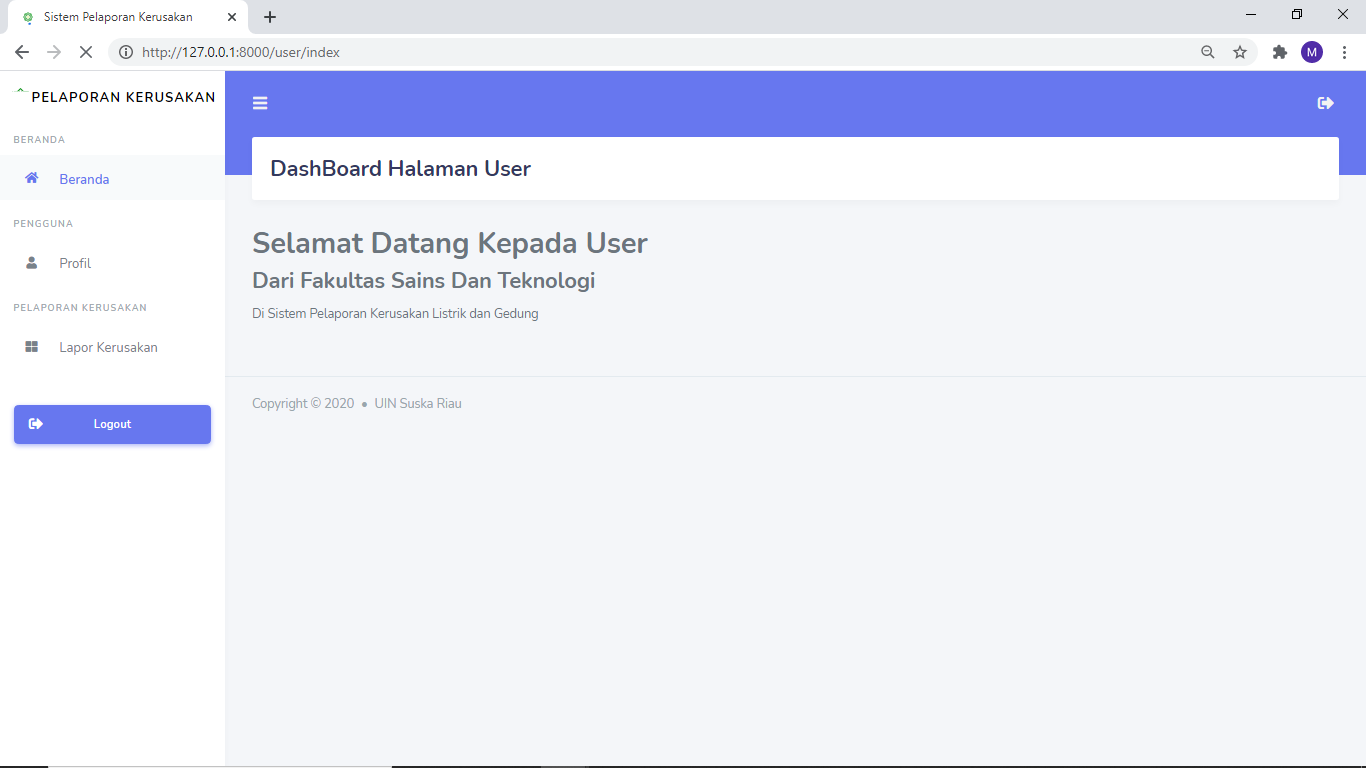 Sistem Pelaporan Kerusakan
http://127.0.0.1:8000/user/index
M
PELAPORAN KERUSAKAN
BERANDA
Beranda
PENGGUNA
Profil
PELAPORAN KERUSAKAN
Lapor Kerusakan
Logout
DashBoard Halaman User
Selamat Datang Kepada User
Dari Fakultas Sains Dan Teknologi
Di Sistem Pelaporan Kerusakan Listrik dan Gedung
Copyright © 2020 • UIN Suska Riau